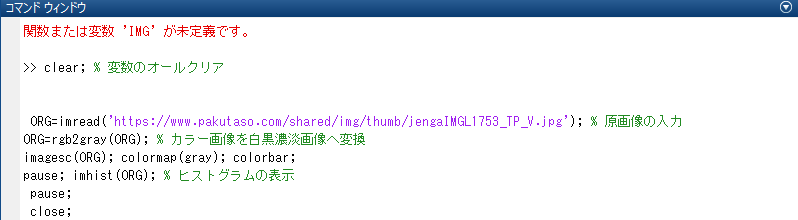 コマンド ウィンドウ
関数または変数 'IMG' が未定義です。
>> clear; % 変数のオールクリア
ORG=imread('https://www.pakutaso.com/shared/img/thumb/jengaIMGL1753_TP_V.jpg'); % 原画像の入力
ORG=rgb2gray(ORG); % カラー画像を白黒濃淡画像へ変換
imagesc(ORG); colormap(gray); colorbar;
pause; imhist(ORG); % ヒストグラムの表示
pause;
close;